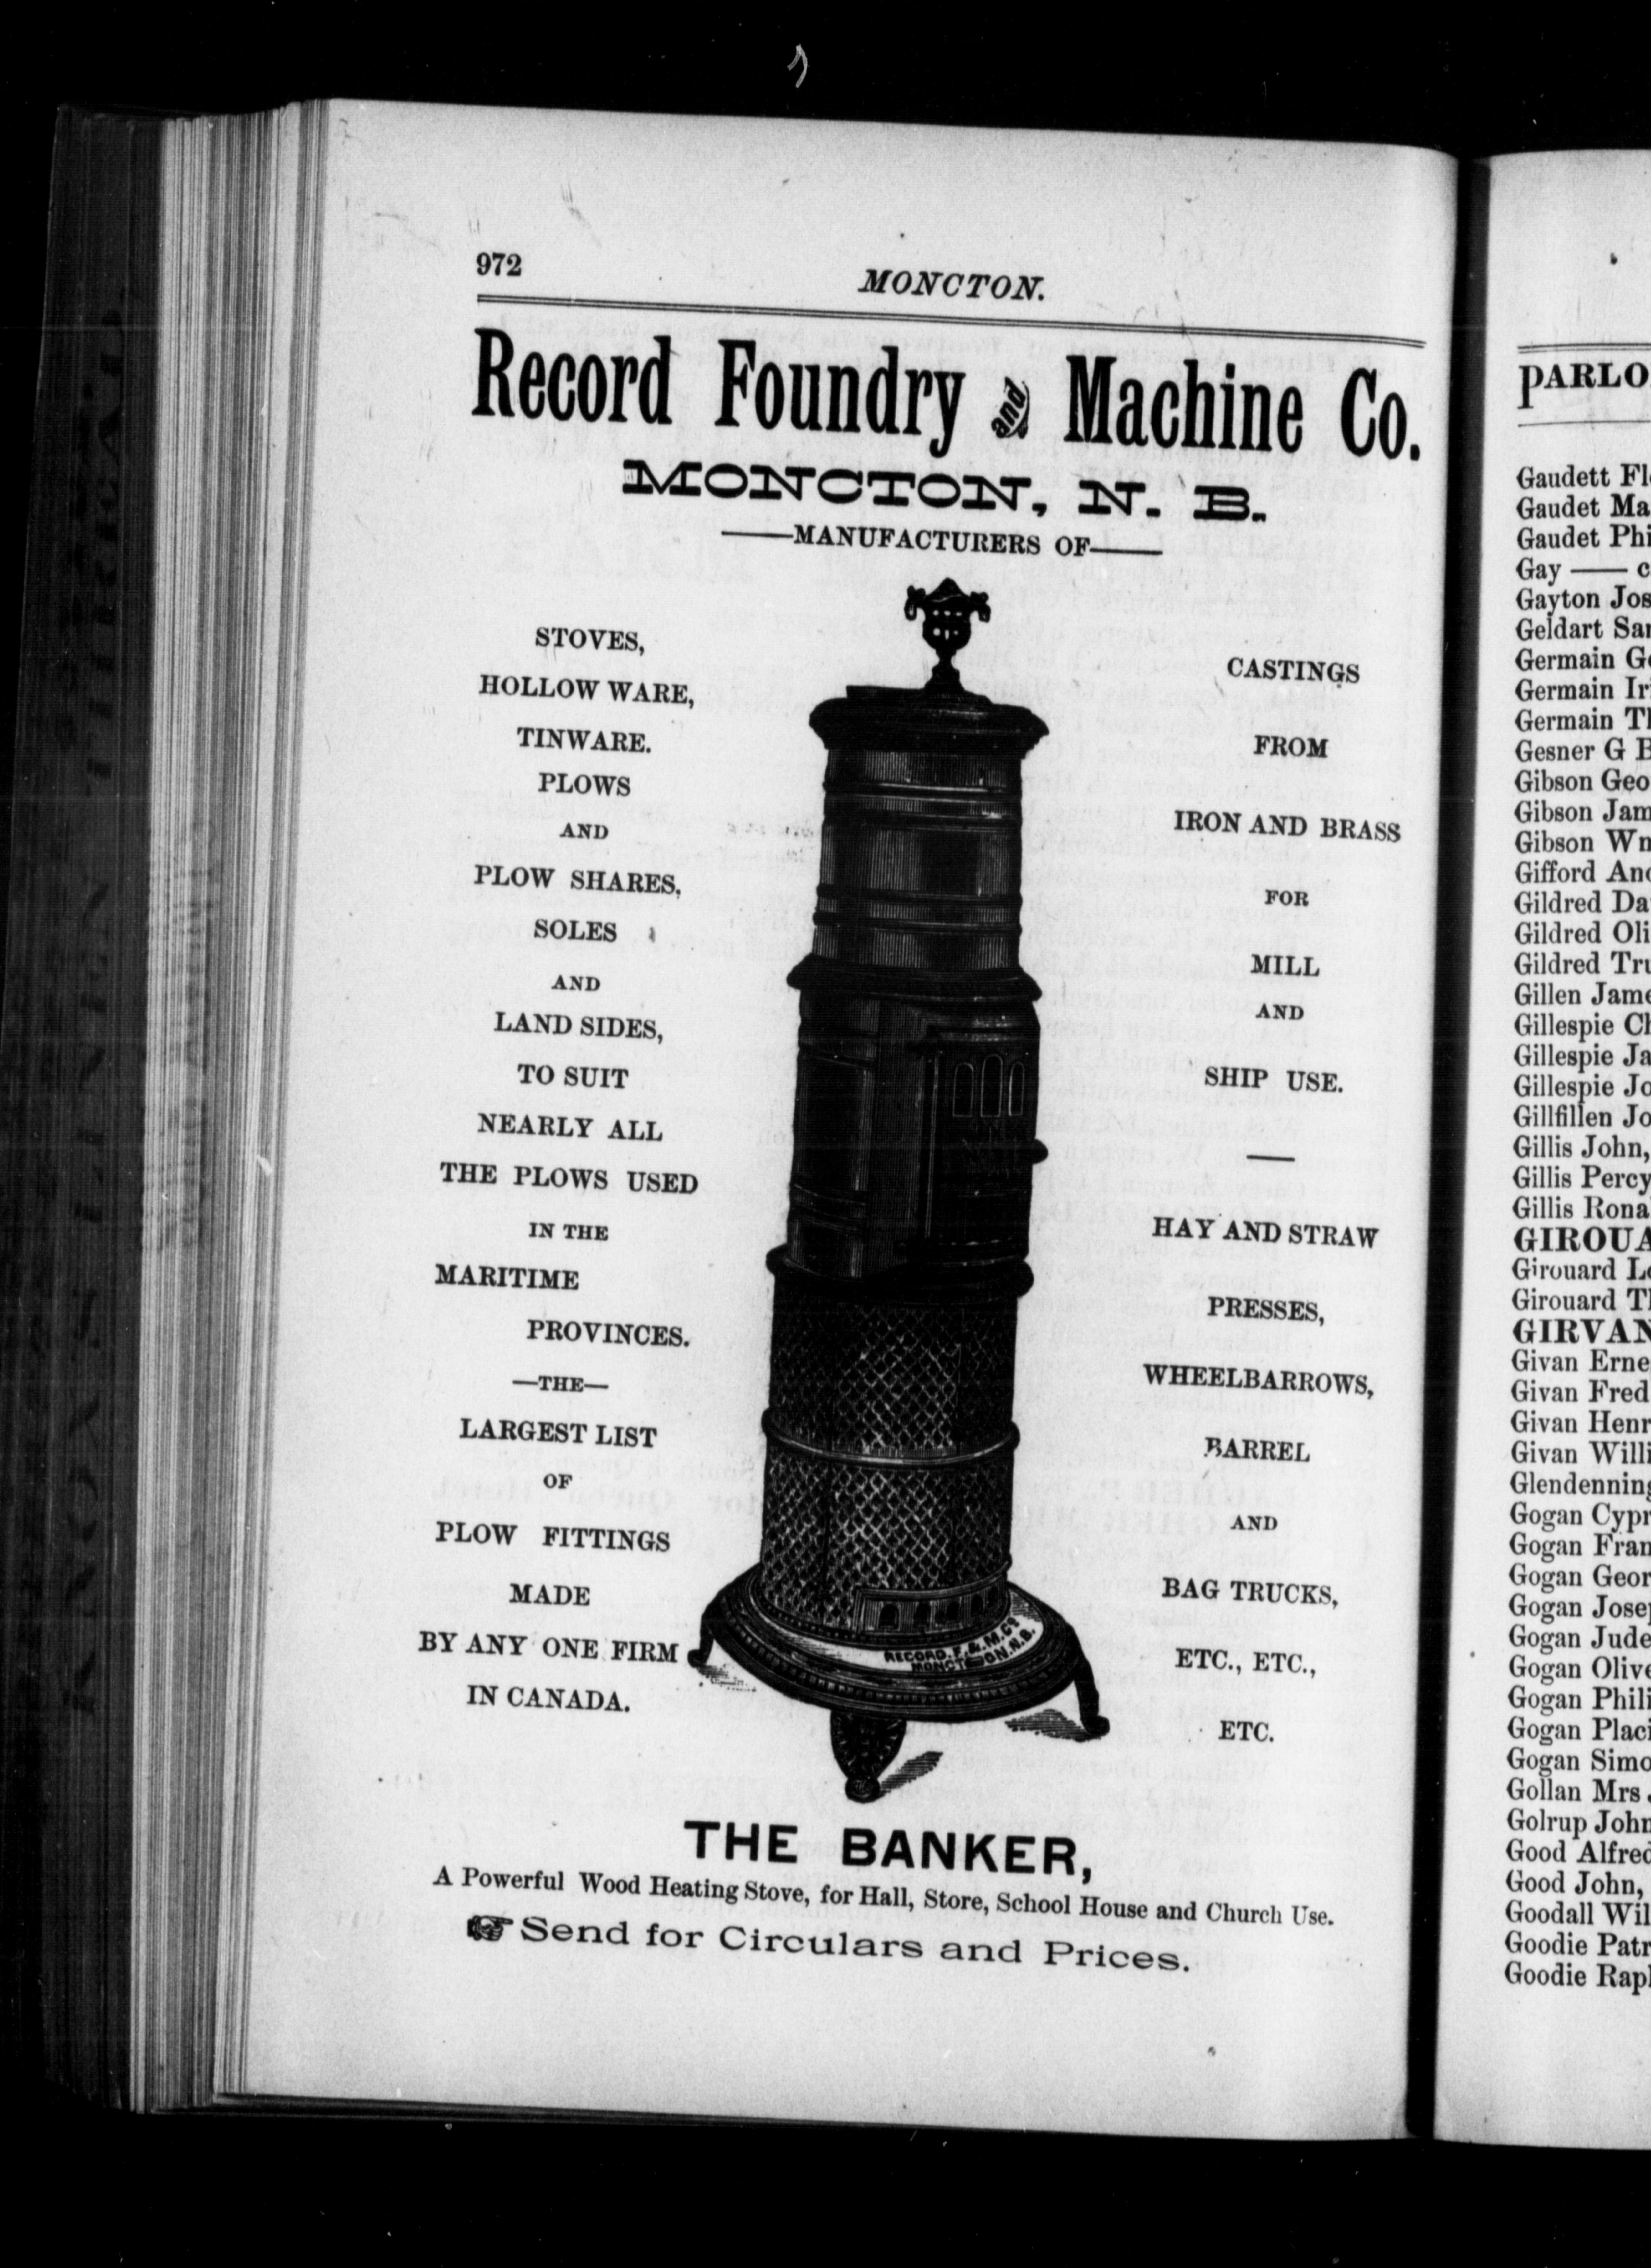 972
MONCTON.
Record Foundry and Machine Co.
MONCTON, N. B.
——MANUFACTURERS OF——
STOVES,
HOLLOW WARE,
TINWARE.
PLOWS
AND
PLOW SHARES,
SOLES
AND
LAND SIDES,
TO SUIT
NEARLY ALL
THE PLOWS USED
IN THE
MARITIME
PROVINCES.
—THE—
LARGEST LIST
OF
PLOW FITTINGS
MADE
BY ANY ONE FIRM
IN CANADA.
CASTINGS
FROM
IRON AND BRASS
FOR
MILL
AND
SHIP USE.
—
HAY AND STRAW
PRESSES,
WHEELBARROWS,
BARREL
AND
BAG TRUCKS,
ETC., ETC.,
ETC.
RECORD. F. & M. Co
MONCTON. N.B.
THE BANKER,
A Powerful Wood Heating Stove, for Hall, Store, School House and Church Use.
☞ Send for Circulars and Prices.
PARLO
Gaudett Fl
Gaudet Ma
Gaudet Phi
Gay —— c
Gayton Jos
Geldart Sa
Germain G
Germain Ir
Germain T
Gesner G
Gibson Geo
Gibson Jam
Gibson W
Gifford An
Gildred Da
Gildred Oli
Gildred Tr
Gillen Jame
Gillespie C
Gillespie Ja
Gillespie Jo
Gillfillen Jo
Gillis John,
Gillis Percy
Gillis Rona
GIROUA
Girouard L
Girouard T
GIRVAN
Givan Erne
Givan Fred
Givan Henr
Givan Willi
Glendenning
Gogan Cypr
Gogan Fran
Gogan Geor
Gogan Jose
Gogan Jude
Gogan Olive
Gogan Phili
Gogan Placi
Gogan Simo
Gollan Mrs
Golrup John
Good Alfred
Good John,
Goodall Wil
Goodie Patr
Goodie Rap